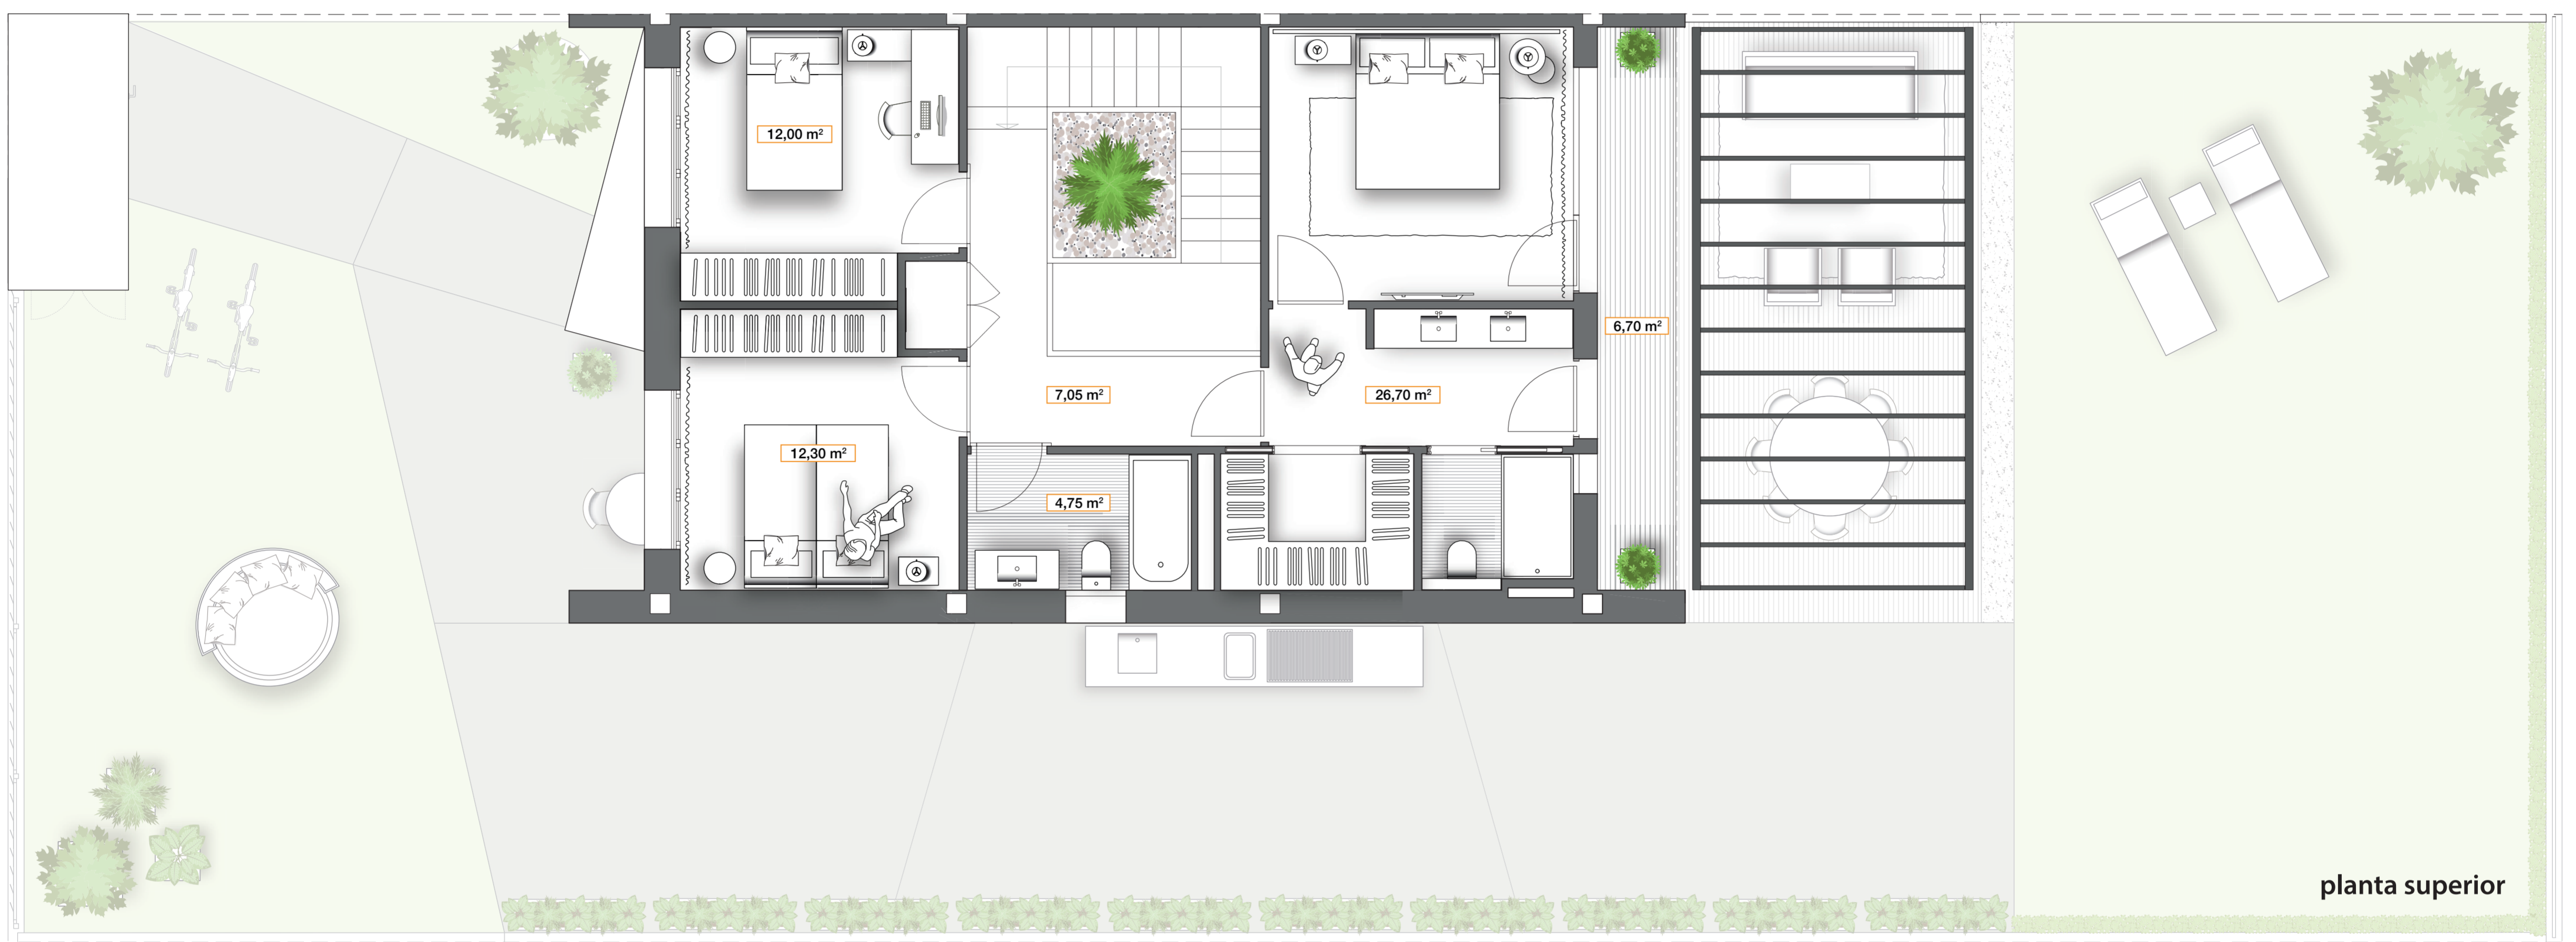 12,00 m²
6,70 m²
7,05 m²
26,70 m²
12,30 m²
4,75 m²
planta superior